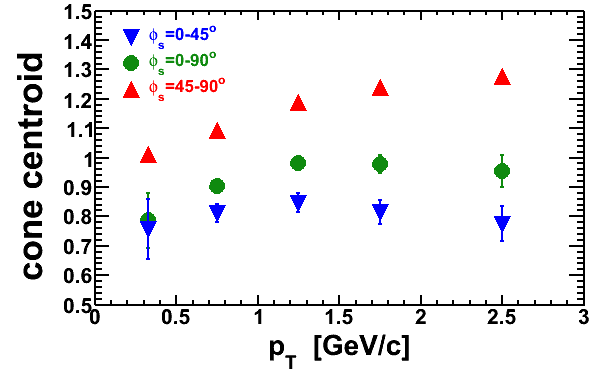 1.5
1.4
1.3
1.2
1.1
1
0.9
0.8
0.7
0.6
0.5
cone centroid
ϕs=0-45°
ϕs=0-90°
ϕs=45-90°
0 0.5 1 1.5 2 2.5 3
pT [GeV/c]